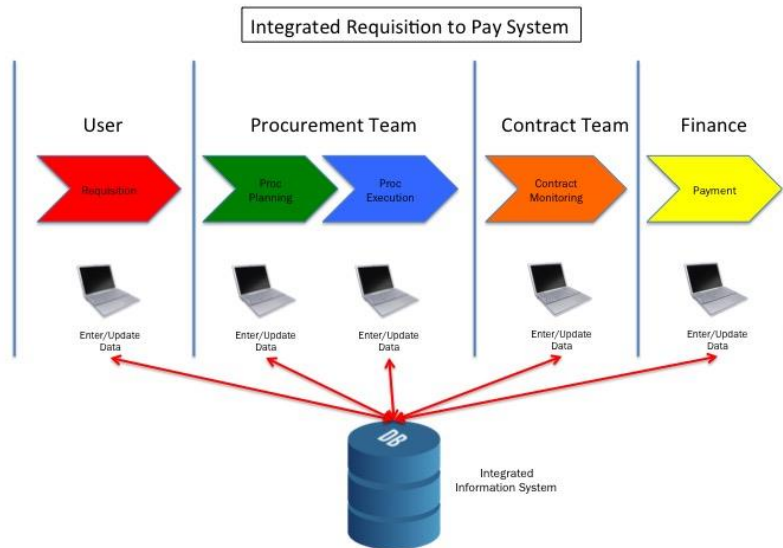 Integrated Requisition to Pay System
User
Procurement Team
Contract Team
Finance
Requisition
Proc
Planning
Proc
Execution
Contract
Monitoring
Payment
Enter/Update
Data
Enter/Update
Data
Enter/Update
Data
Enter/Update
Data
Enter/Update
Data
DB
Integrated
Information System